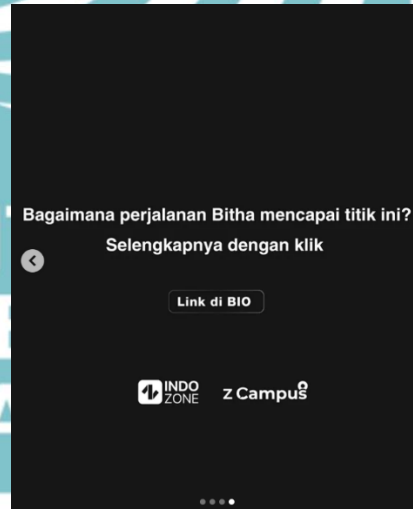 Bagaimana perjalanan Bitha mencapai titik ini?
Selengkapnya dengan klik
Link di BIO
INDO
ZONE
Z Campus